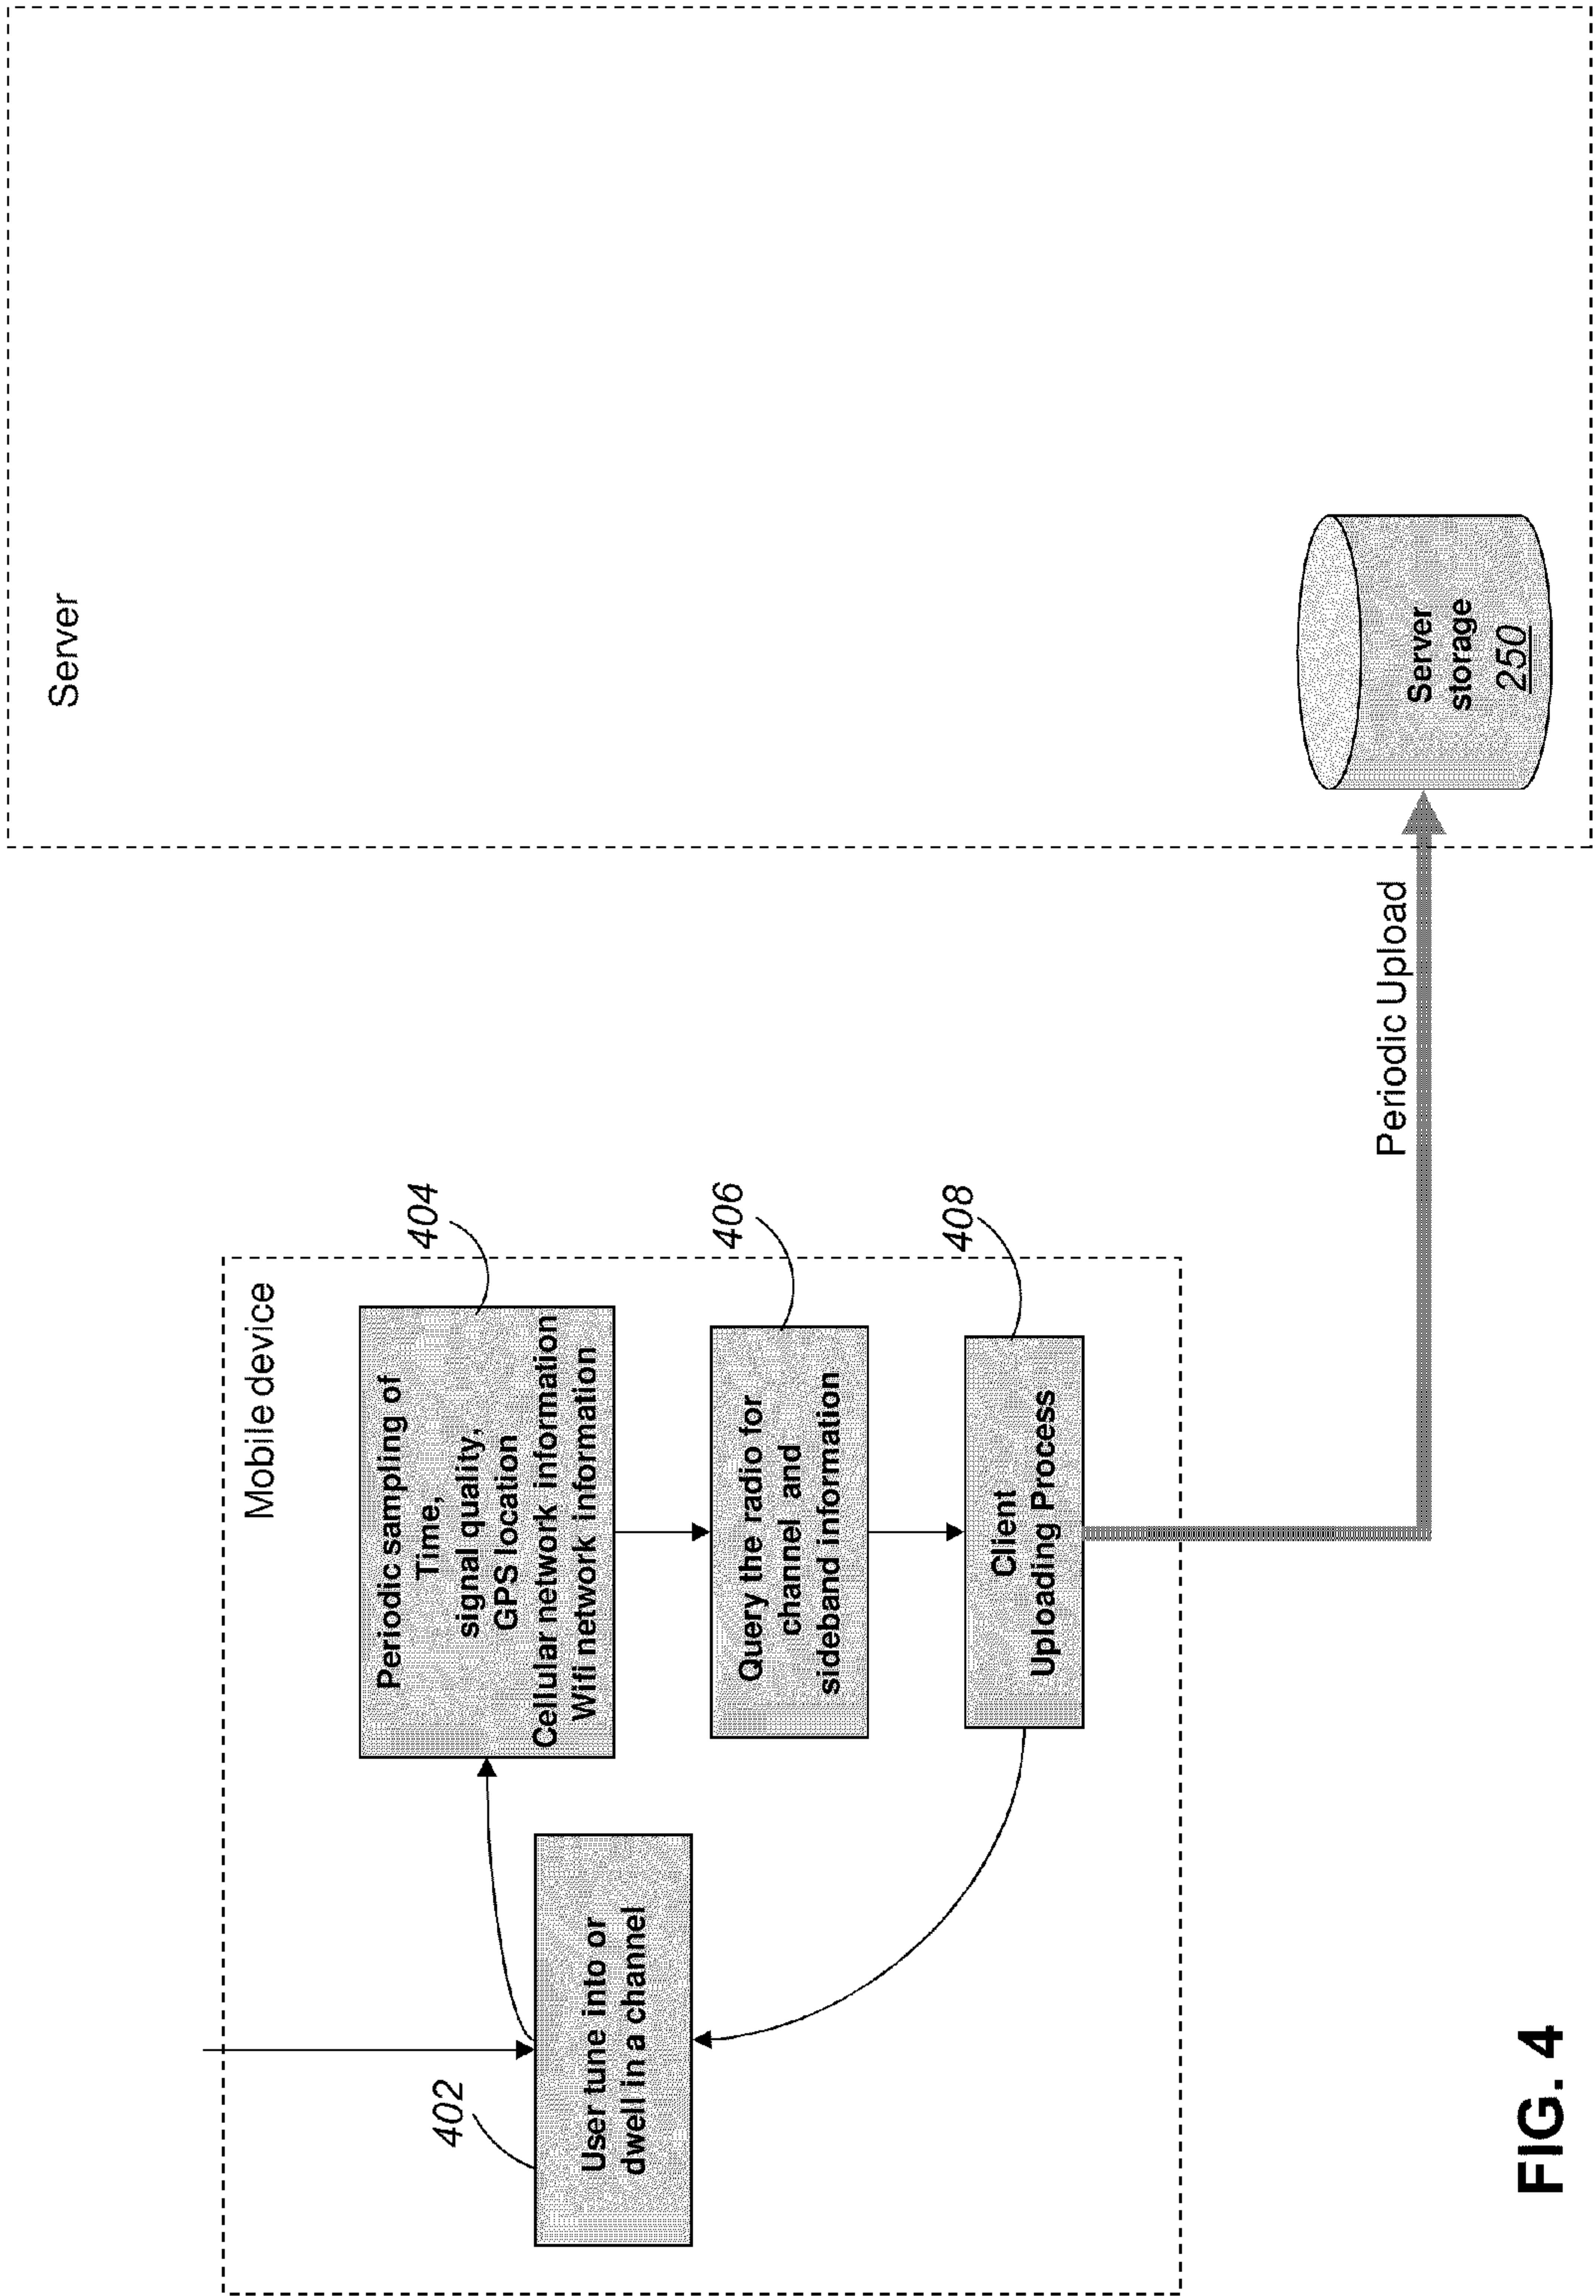 Server
Mobile device
404
Periodic sampling of
Time,
signal quality,
GPS location
Cellular network information
Wifi network information
402
User tune into or
dwell in a channel
406
Query the radio for
channel and
sideband information
408
Client
Uploading Process
Periodic Upload
Server
storage
250
FIG. 4